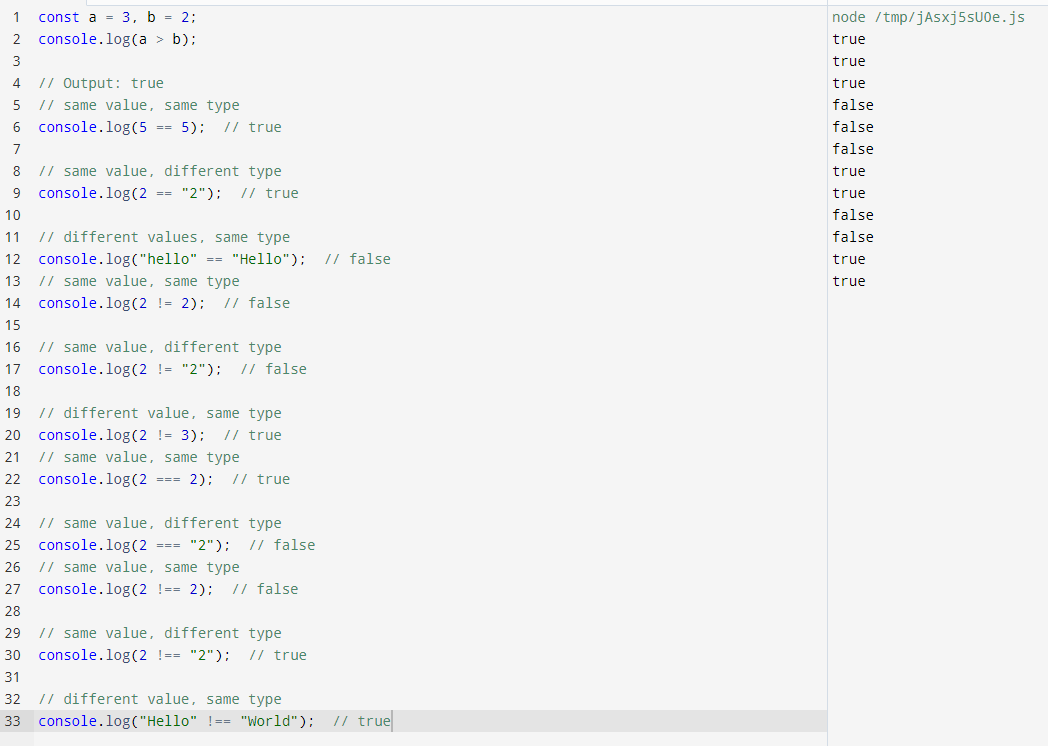 1 const a = 3, b = 2;
2 console.log(a > b);
3
4 // Output: true
5 // same value, same type
6 console.log(5 == 5);  // true
7
8 // same value, different type
9 console.log(2 == "2");  // true
10
11 // different values, same type
12 console.log("hello" == "Hello");  // false
13 // same value, same type
14 console.log(2 != 2);  // false
15
16 // same value, different type
17 console.log(2 != "2");  // false
18
19 // different value, same type
20 console.log(2 != 3);  // true
21 // same value, same type
22 console.log(2 === 2);  // true
23
24 // same value, different type
25 console.log(2 === "2");  // false
26 // same value, same type
27 console.log(2 !== 2);  // false
28
29 // same value, different type
30 console.log(2 !== "2");  // true
31
32 // different value, same type
33 console.log("Hello" !== "World");  // true
node /tmp/jAsxj5sUOe.js
true
true
true
false
false
false
true
true
false
false
true
true